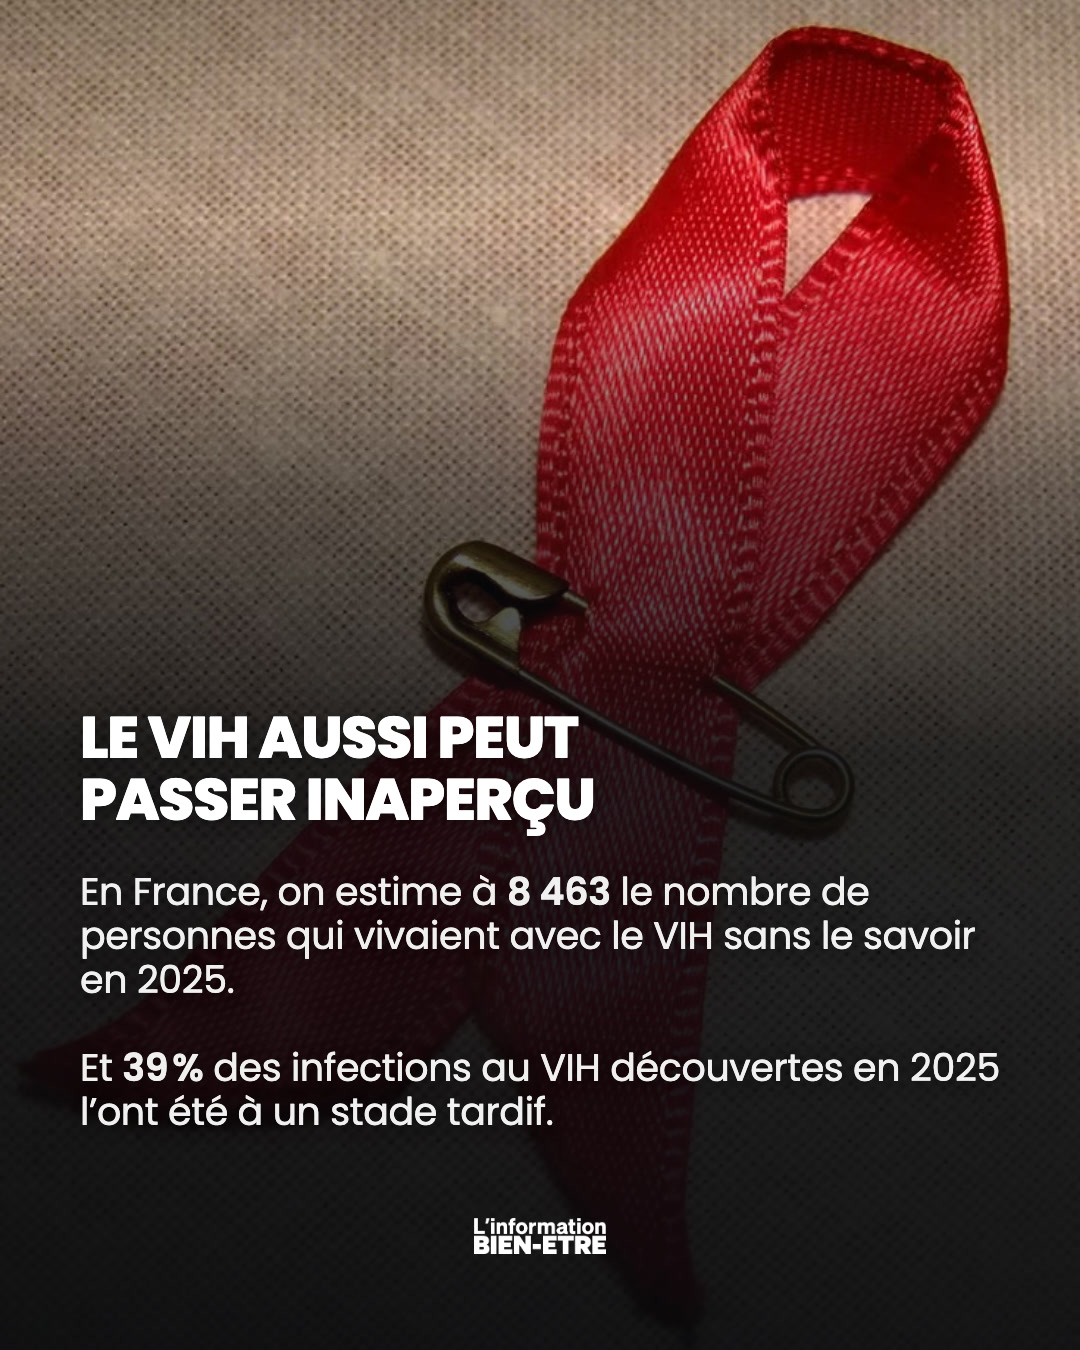 LE VIH AUSSI PEUT
PASSER INAPERÇU
En France, on estime à 8 463 le nombre de
personnes qui vivaient avec le VIH sans le savoir
en 2025.
Et 39 % des infections au VIH découvertes en 2025
l’ont été à un stade tardif.
L’information
BIEN-ETRE